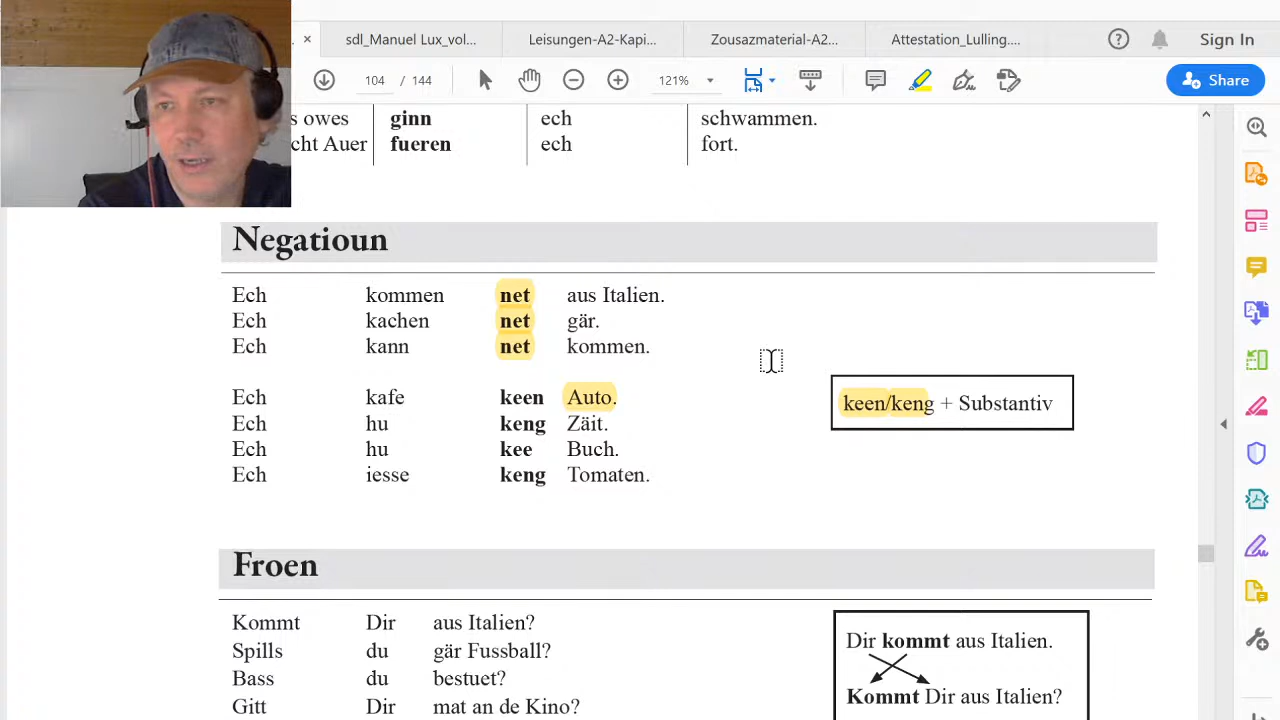 × sdl_Manuel Lux_vol... Leisungen-A2-Kapi... Zousazmaterial-A2... Attestation_Lulling.... Sign In
104 / 144 121% Share
s owes ginn ech schwammen.
cht Auer fueren ech fort.
Negatioun
Ech kommen net aus Italien.
Ech kachen net gär.
Ech kann net kommen.
Ech kafe keen Auto.
keen/keng + Substantiv
Ech hu keng Zäit.
Ech hu kee Buch.
Ech iesse keng Tomaten.
Froen
Kommt Dir aus Italien?
Dir kommt aus Italien.
Spills du gär Fussball?
Bass du bestuet?
Kommt Dir aus Italien?
Gitt Dir mat an de Kino?